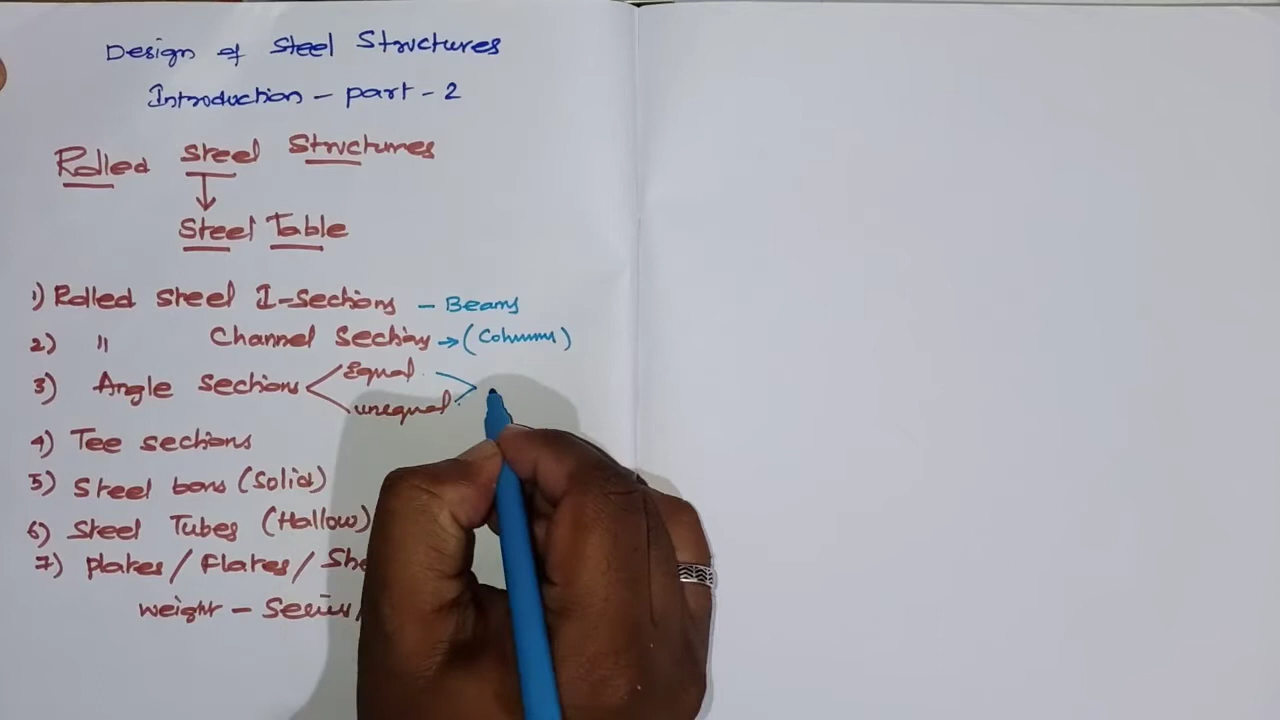 Design of Steel Structures
Introduction - part - 2
Rolled Steel Structures
Steel Table
1) Rolled Steel I-Sections - Beams
2) " Channel Sections → (Columns)
3) Angle Sections Equal
unequal
4) Tee sections
5) Steel bars (Solid)
6) Steel Tubes (Hallow)
7) plates / Flates /
weight - Series